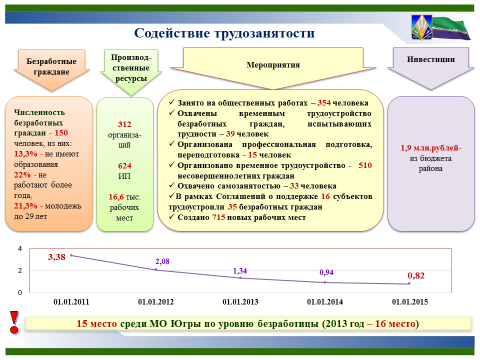 Содействие трудозанятости
Безработные
граждане
Производ-
ственные
ресурсы
Мероприятия
Инвестиции
Численность
безработных
граждан - 150
человек, из них:
13,3% - не имеют
образования
22% - не
работают более
года,
21,3% - молодежь
до 29 лет
312
организа-
ций
624
ИП
16,6 тыс.
рабочих
мест
Занято на общественных работах – 354 человека
Охвачены временным трудоустройство
безработных граждан, испытывающих
трудности – 39 человек
Организована профессиональная подготовка,
переподготовка - 15 человек
Организовано временное трудоустройство - 510
несовершеннолетних граждан
Охвачено самозанятостью – 33 человека
В рамках Соглашений о поддержке 16 субъектов
трудоустроили 35 безработных граждан
Создано 715 новых рабочих мест
1,9 млн.рублей-
из бюджета
района
4
2
0
3,38
2,08
1,34
0,94
0,82
01.01.2011
01.01.2012
01.01.2013
01.01.2014
01.01.2015
! 15 место среди МО Югры по уровню безработицы (2013 год – 16 место)